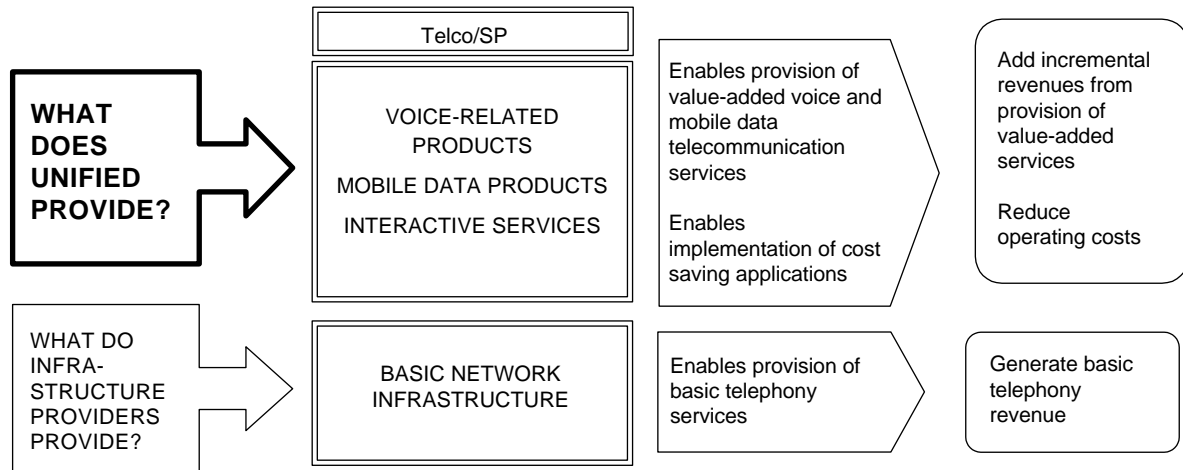 Telco/SP
WHAT
DOES
UNIFIED
PROVIDE?
VOICE-RELATED
PRODUCTS
MOBILE DATA PRODUCTS
INTERACTIVE SERVICES
Enables provision of
value-added voice and
mobile data
telecommunication
services
Enables
implementation of cost
saving applications
Add incremental
revenues from
provision of
value-added
services
Reduce
operating costs
WHAT DO
INFRA-
STRUCTURE
PROVIDERS
PROVIDE?
BASIC NETWORK
INFRASTRUCTURE
Enables provision of
basic telephony
services
Generate basic
telephony
revenue